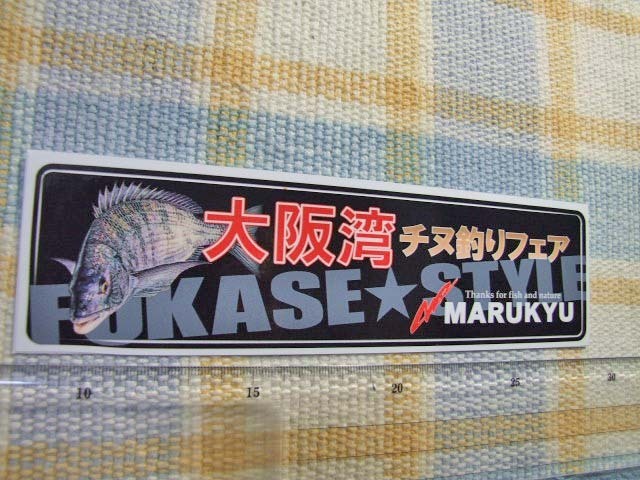 大阪湾 チヌ釣りフェア
FUKASE★STYLE
Thanks for fish and nature
MARUKYU
10 15 20 25 30